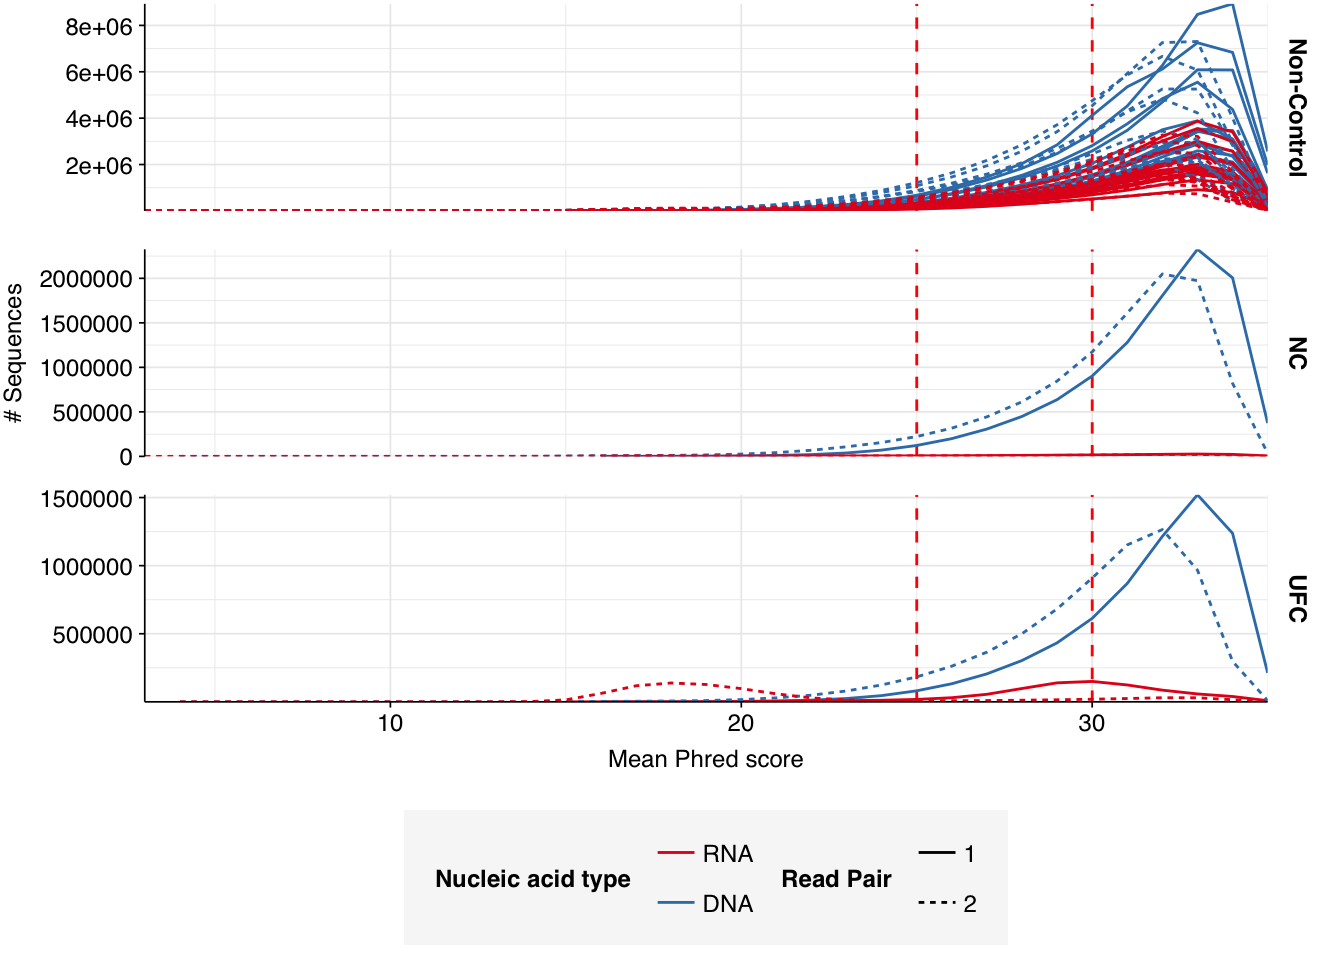 8e+06
6e+06
4e+06
2e+06
Non-Control
2000000
1500000
1000000
500000
0
NC
# Sequences
1500000
1000000
500000
UFC
10 20 30
Mean Phred score
Nucleic acid type
RNA
DNA
Read Pair
1
2